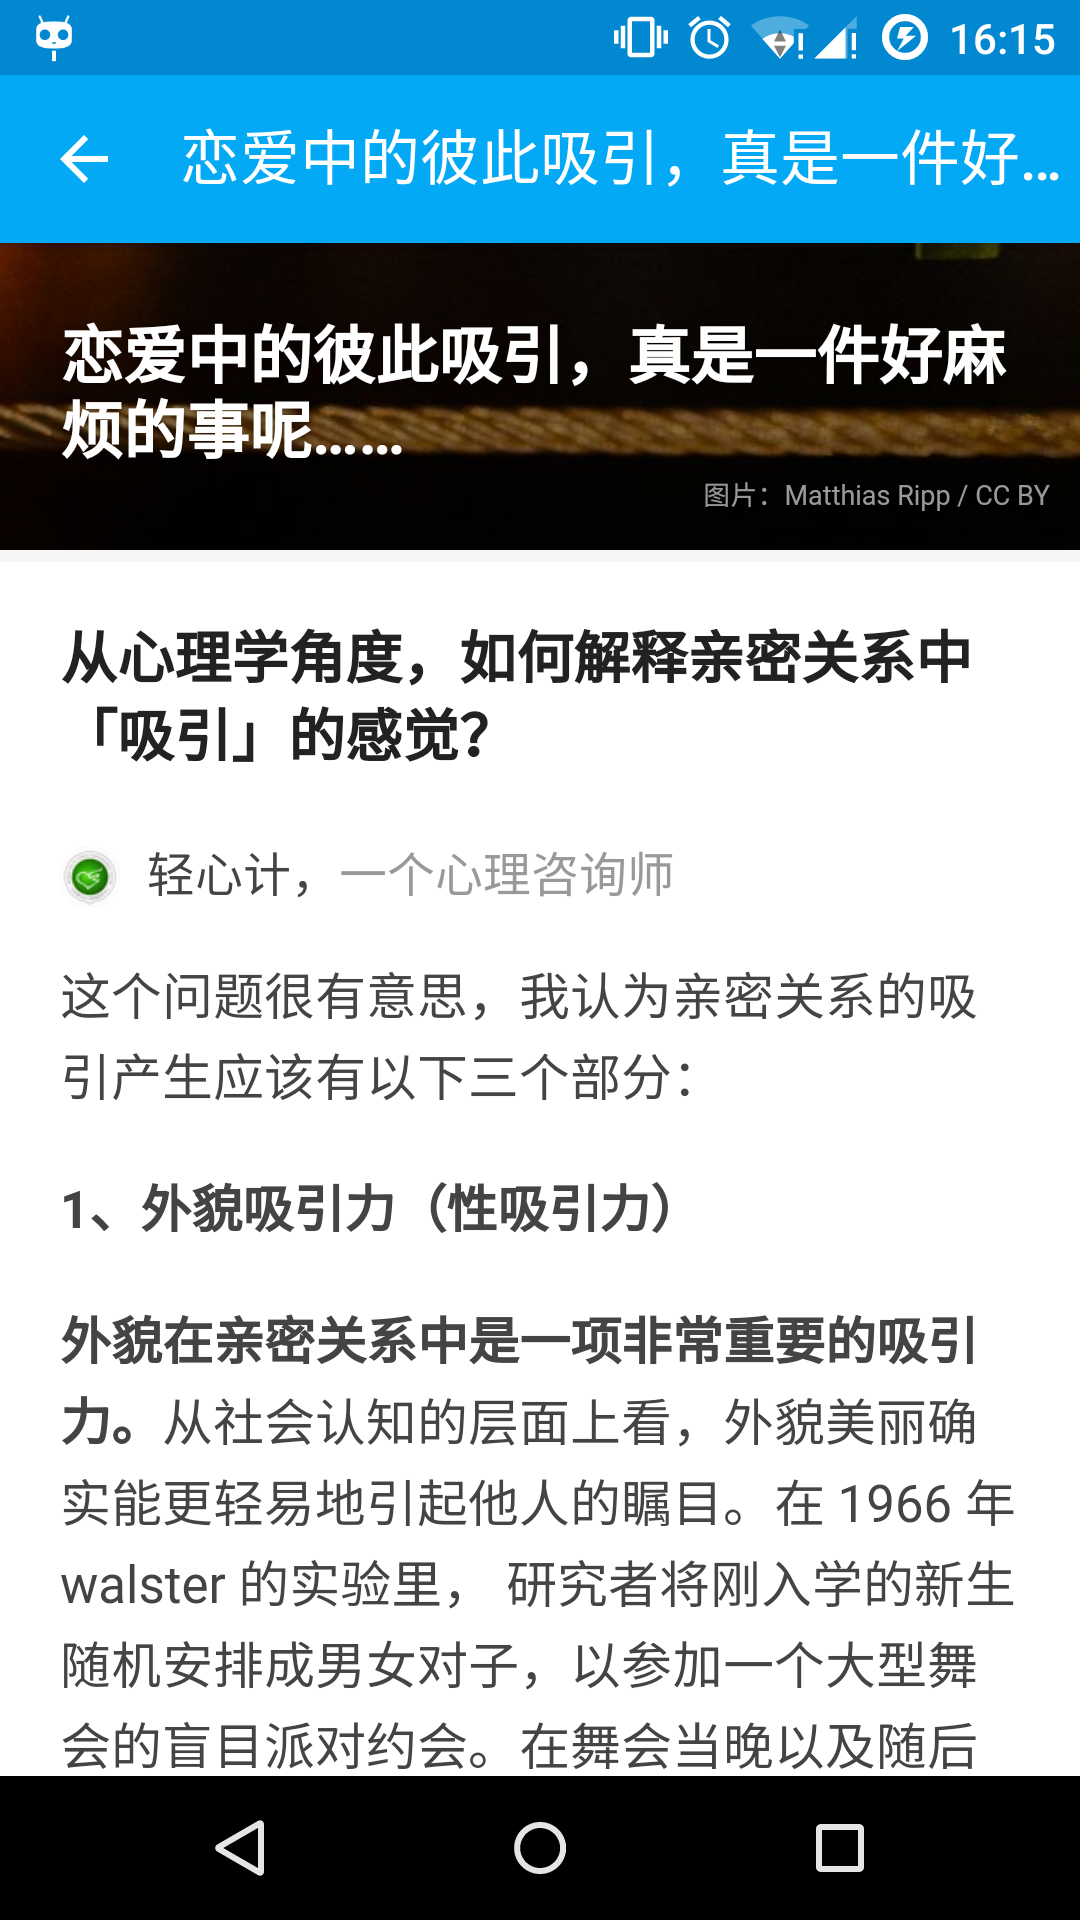 16:15
恋爱中的彼此吸引，真是一件好...
恋爱中的彼此吸引，真是一件好麻
烦的事呢……
图片：Matthias Ripp / CC BY
从心理学角度，如何解释亲密关系中
「吸引」的感觉？
轻心计，一个心理咨询师
这个问题很有意思，我认为亲密关系的吸
引产生应该有以下三个部分：
1、外貌吸引力（性吸引力）
外貌在亲密关系中是一项非常重要的吸引
力。从社会认知的层面上看，外貌美丽确
实能更轻易地引起他人的瞩目。在 1966 年
walster 的实验里， 研究者将刚入学的新生
随机安排成男女对子，以参加一个大型舞
会的盲目派对约会。在舞会当晚以及随后